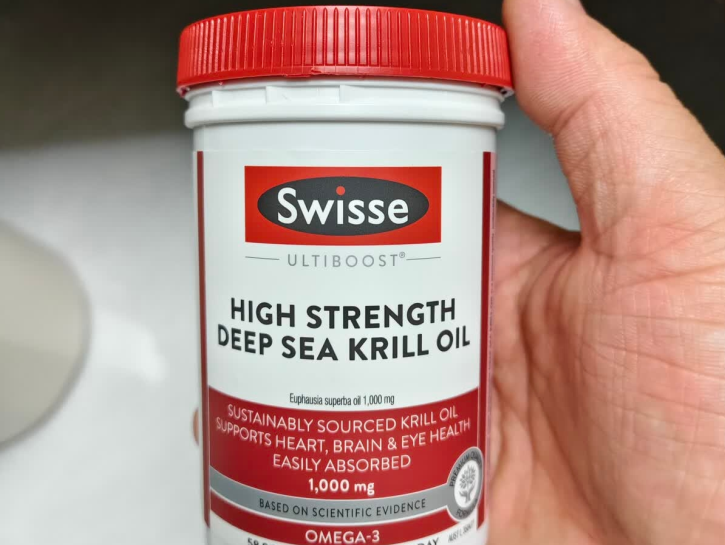 Swisse
ULTIBOOST®
HIGH STRENGTH
DEEP SEA KRILL OIL
Euphausia superba oil 1,000 mg
SUSTAINABLY SOURCED KRILL OIL
SUPPORTS HEART, BRAIN & EYE HEALTH
EASILY ABSORBED
1,000 mg
BASED ON SCIENTIFIC EVIDENCE
OMEGA-3